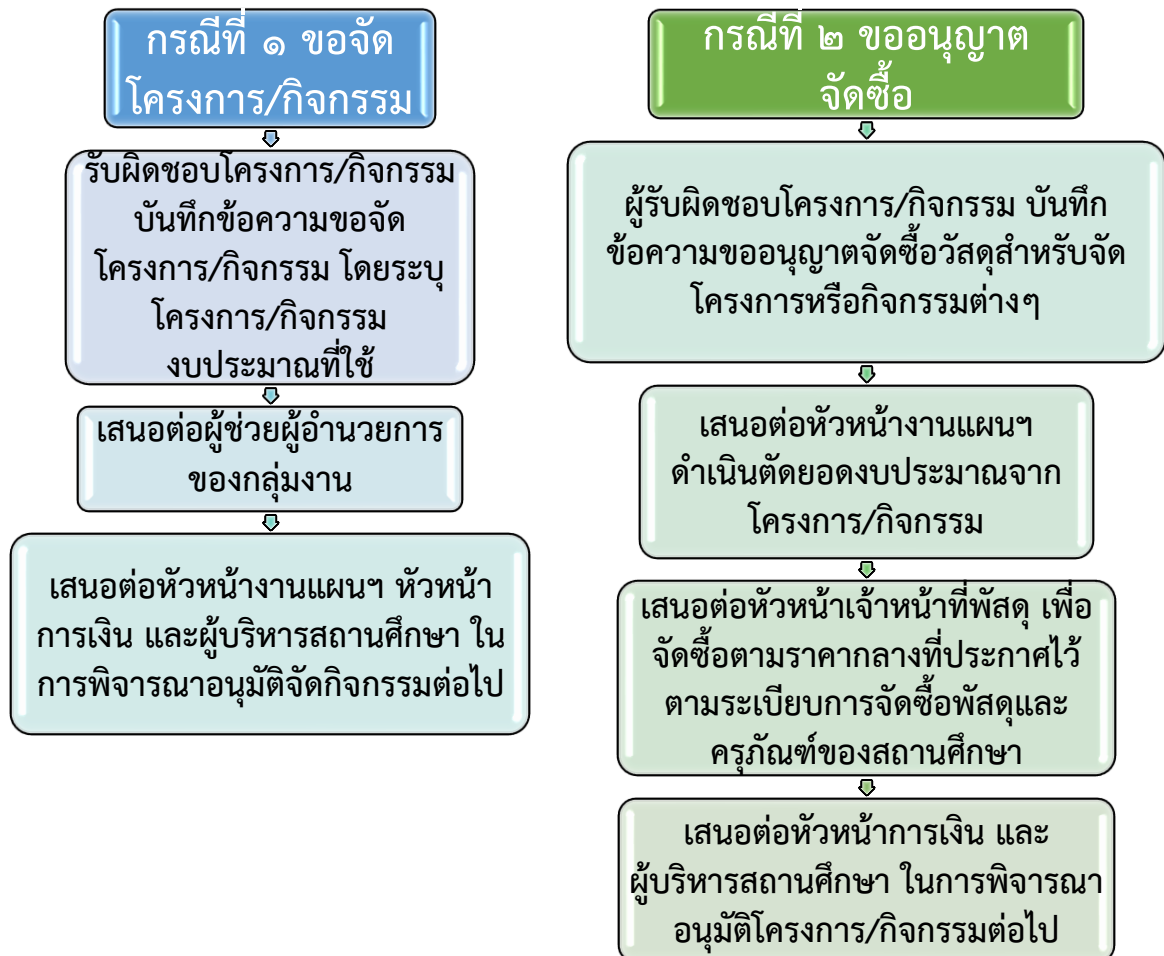 กรณีที่ ๑ ขอจัด
โครงการ/กิจกรรม
รับผิดชอบโครงการ/กิจกรรม
บันทึกข้อความขอจัด
โครงการ/กิจกรรม โดยระบุ
โครงการ/กิจกรรม
งบประมาณที่ใช้
เสนอต่อผู้ช่วยผู้อำนวยการ
ของกลุ่มงาน
เสนอต่อหัวหน้างานแผนฯ หัวหน้า
การเงิน และผู้บริหารสถานศึกษา ใน
การพิจารณาอนุมัติจัดกิจกรรมต่อไป
กรณีที่ ๒ ขออนุญาต
จัดซื้อ
ผู้รับผิดชอบโครงการ/กิจกรรม บันทึก
ข้อความขออนุญาตจัดซื้อวัสดุสำหรับจัด
โครงการหรือกิจกรรมต่างๆ
เสนอต่อหัวหน้างานแผนฯ
ดำเนินตัดยอดงบประมาณจาก
โครงการ/กิจกรรม
เสนอต่อหัวหน้าเจ้าหน้าที่พัสดุ เพื่อ
จัดซื้อตามราคากลางที่ประกาศไว้
ตามระเบียบการจัดซื้อพัสดุและ
ครุภัณฑ์ของสถานศึกษา
เสนอต่อหัวหน้าการเงิน และ
ผู้บริหารสถานศึกษา ในการพิจารณา
อนุมัติโครงการ/กิจกรรมต่อไป